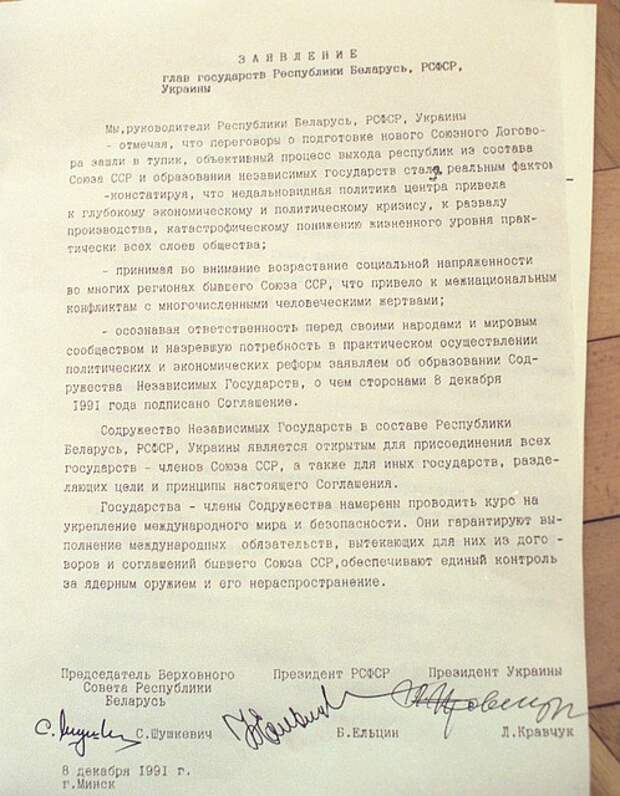 ЗАЯВЛЕНИЕ
глав государств Республики Беларусь, РСФСР,
Украины
Мы,руководители Республики Беларусь, РСФСР, Украины
- отмечая, что переговоры о подготовке нового Союзного Догово-
ра зашли в тупик, объективный процесс выхода республик из состава
Союза ССР и образования независимых государств стал реальным фактом
-констатируя, что недальновидная политика центра привела
к глубокому экономическому и политическому кризису, к развалу
производства, катастрофическому понижению жизненного уровня прак-
тически всех слоев общества;
- принимая во внимание возрастание социальной напряженности
во многих регионах бывшего Союза ССР, что привело к межнациональным
конфликтам с многочисленными человеческими жертвами;
- осознавая ответственность перед своими народами и мировым
сообществом и назревшую потребность в практическом осуществлении
политических и экономических реформ заявляем об образовании Сод-
ружества Независимых Государств, о чем сторонами 8 декабря
1991 года подписано Соглашение.
Содружество Независимых Государств в составе Республики
Беларусь, РСФСР, Украины является открытым для присоединения всех
государств - членов Союза ССР, а также для иных государств, разде-
ляющих цели и принципы настоящего Соглашения.
Государства - члены Содружества намерены проводить курс на
укрепление международного мира и безопасности. Они гарантируют вы-
полнение международных обязательств, вытекающих для них из дого -
воров и соглашений бывшего Союза ССР,обеспечивают единый контроль
за ядерным оружием и его нераспространение.
Председатель Верховного Президент РСФСР Президент Украины
Совета Республики
Беларусь
С.Шушкевич Б.Ельцин Л.Кравчук
8 декабря 1991 г.
г.Минск